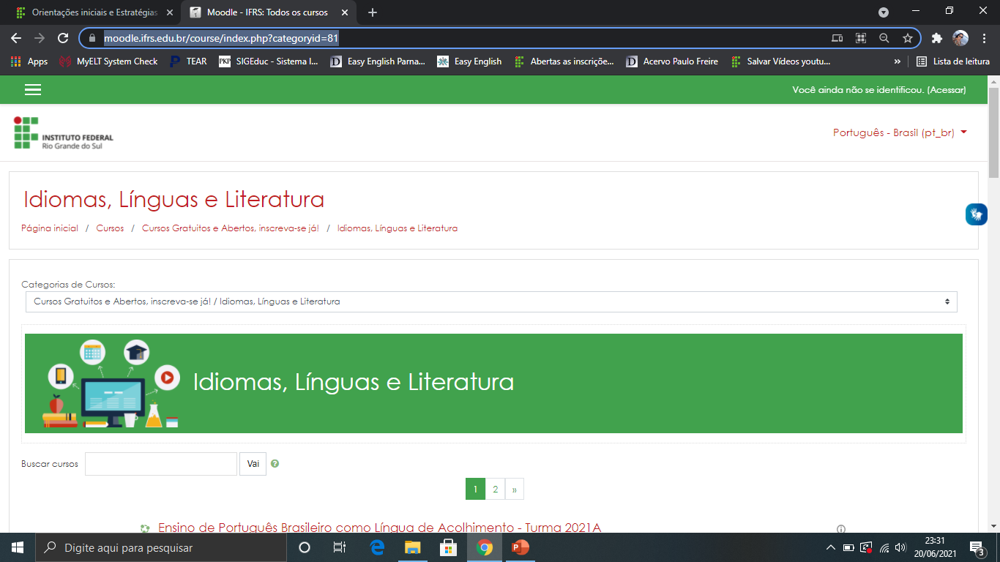 Orientações iniciais e Estratégias
Moodle - IFRS: Todos os cursos
moodle.ifrs.edu.br/course/index.php?categoryid=81
Apps
MyELT System Check
TEAR
PKP
SIGEduc - Sistema I...
D
Easy English Parna...
Easy English
Abertas as inscriçõe...
D
Acervo Paulo Freire
Salvar Vídeos youtu...
»
Lista de leitura
Você ainda não se identificou. (Acessar)
INSTITUTO FEDERAL
Rio Grande do Sul
Português - Brasil (pt_br)
Idiomas, Línguas e Literatura
Página inicial / Cursos / Cursos Gratuitos e Abertos, inscreva-se já! / Idiomas, Línguas e Literatura
Categorias de Cursos:
Cursos Gratuitos e Abertos, inscreva-se já! / Idiomas, Línguas e Literatura
Idiomas, Línguas e Literatura
Buscar cursos
Vai
1 2 »
Ensino de Português Brasileiro como Língua de Acolhimento - Turma 2021A
Digite aqui para pesquisar
23:31
20/06/2021
3